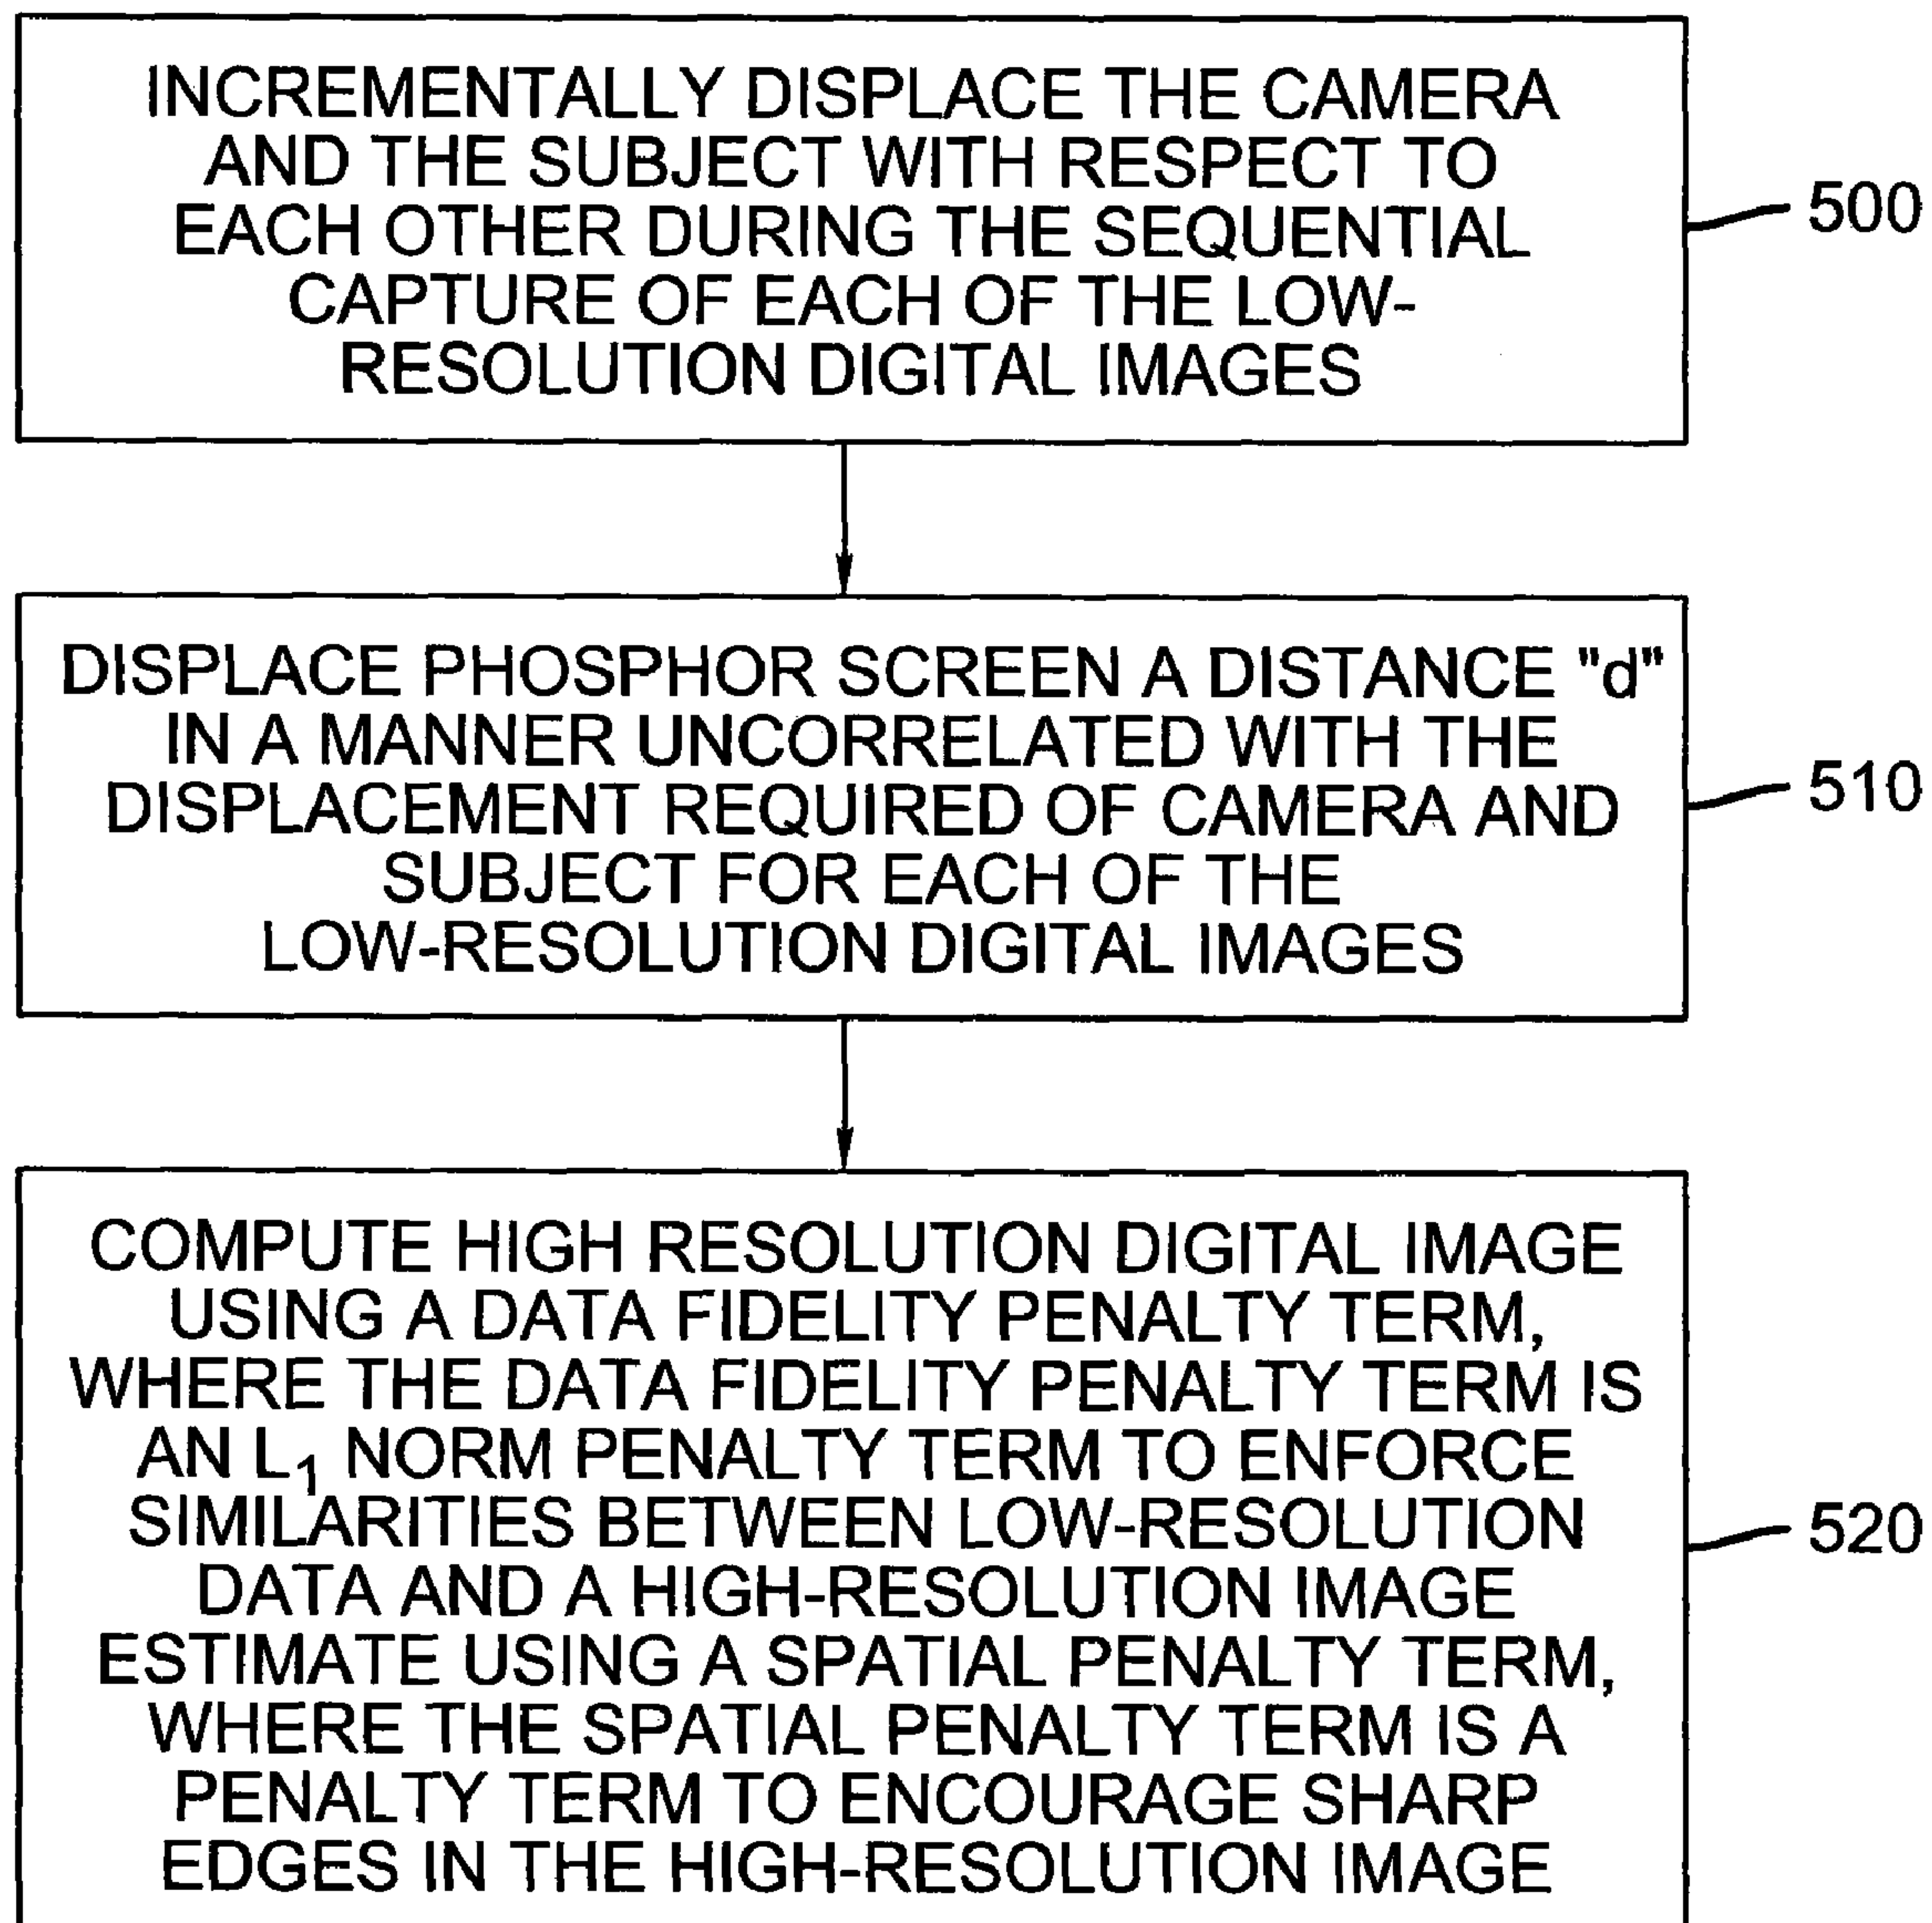 INCREMENTALLY DISPLACE THE CAMERA
AND THE SUBJECT WITH RESPECT TO
EACH OTHER DURING THE SEQUENTIAL
CAPTURE OF EACH OF THE LOW-
RESOLUTION DIGITAL IMAGES
500
DISPLACE PHOSPHOR SCREEN A DISTANCE "d"
IN A MANNER UNCORRELATED WITH THE
DISPLACEMENT REQUIRED OF CAMERA AND
SUBJECT FOR EACH OF THE
LOW-RESOLUTION DIGITAL IMAGES
510
COMPUTE HIGH RESOLUTION DIGITAL IMAGE
USING A DATA FIDELITY PENALTY TERM,
WHERE THE DATA FIDELITY PENALTY TERM IS
AN L₁ NORM PENALTY TERM TO ENFORCE
SIMILARITIES BETWEEN LOW-RESOLUTION
DATA AND A HIGH-RESOLUTION IMAGE
ESTIMATE USING A SPATIAL PENALTY TERM,
WHERE THE SPATIAL PENALTY TERM IS A
PENALTY TERM TO ENCOURAGE SHARP
EDGES IN THE HIGH-RESOLUTION IMAGE
520